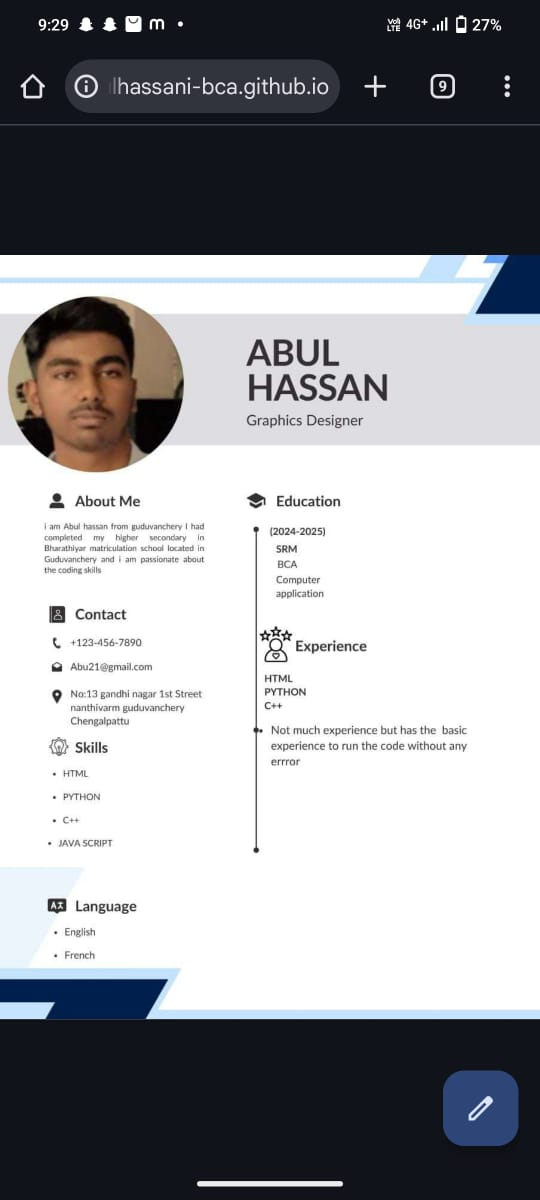 9:29 m
Vo) LTE 4G+ 27%
lhassani-bca.github.io
9
ABUL
HASSAN
Graphics Designer
About Me
i am Abul hassan from guduvanchery I had
completed my higher secondary in
Bharathiyar matriculation school located in
Guduvanchery and i am passionate about
the coding skills
Contact
+123-456-7890
Abu21@gmail.com
No:13 gandhi nagar 1st Street
nanthivarm guduvanchery
Chengalpattu
Skills
• HTML
• PYTHON
• C++
• JAVA SCRIPT
Language
• English
• French
Education
(2024-2025)
SRM
BCA
Computer
application
Experience
HTML
PYTHON
C++
• Not much experience but has the basic
experience to run the code without any
errror